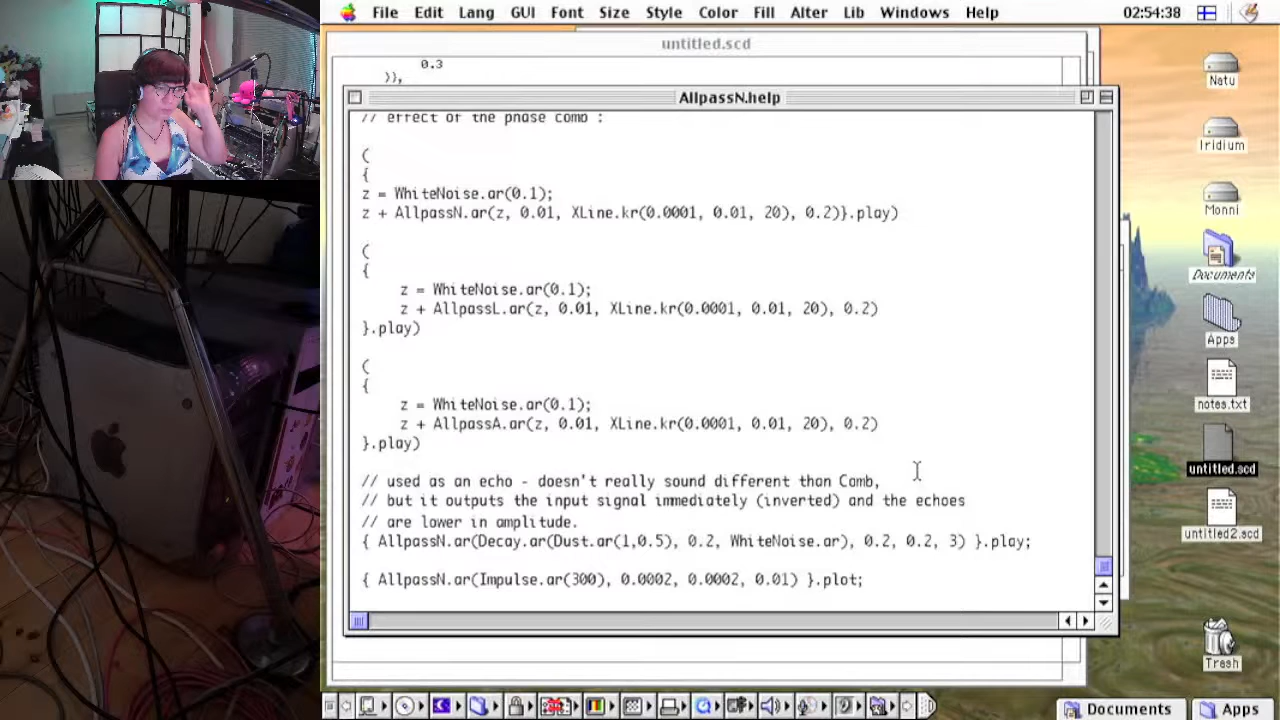 File Edit Lang GUI Font Size Style Color Fill Alter Lib Windows Help 02:54:38
untitled.scd
0.3
)),
AllpassN.help
// effect of the phase comb :
(
{
z = WhiteNoise.ar(0.1);
z + AllpassN.ar(z, 0.01, XLine.kr(0.0001, 0.01, 20), 0.2)}.play)
(
{
z = WhiteNoise.ar(0.1);
z + AllpassL.ar(z, 0.01, XLine.kr(0.0001, 0.01, 20), 0.2)
}.play)
(
{
z = WhiteNoise.ar(0.1);
z + AllpassA.ar(z, 0.01, XLine.kr(0.0001, 0.01, 20), 0.2)
}.play)
// used as an echo - doesn't really sound different than Comb,
// but it outputs the input signal immediately (inverted) and the echoes
// are lower in amplitude.
{ AllpassN.ar(Decay.ar(Dust.ar(1,0.5), 0.2, WhiteNoise.ar), 0.2, 0.2, 3) }.play;
{ AllpassN.ar(Impulse.ar(300), 0.0002, 0.0002, 0.01) }.plot;
Natu
Iridium
Monni
Documents
Apps
notes.txt
untitled.scd
untitled2.scd
Trash
Documents
Apps